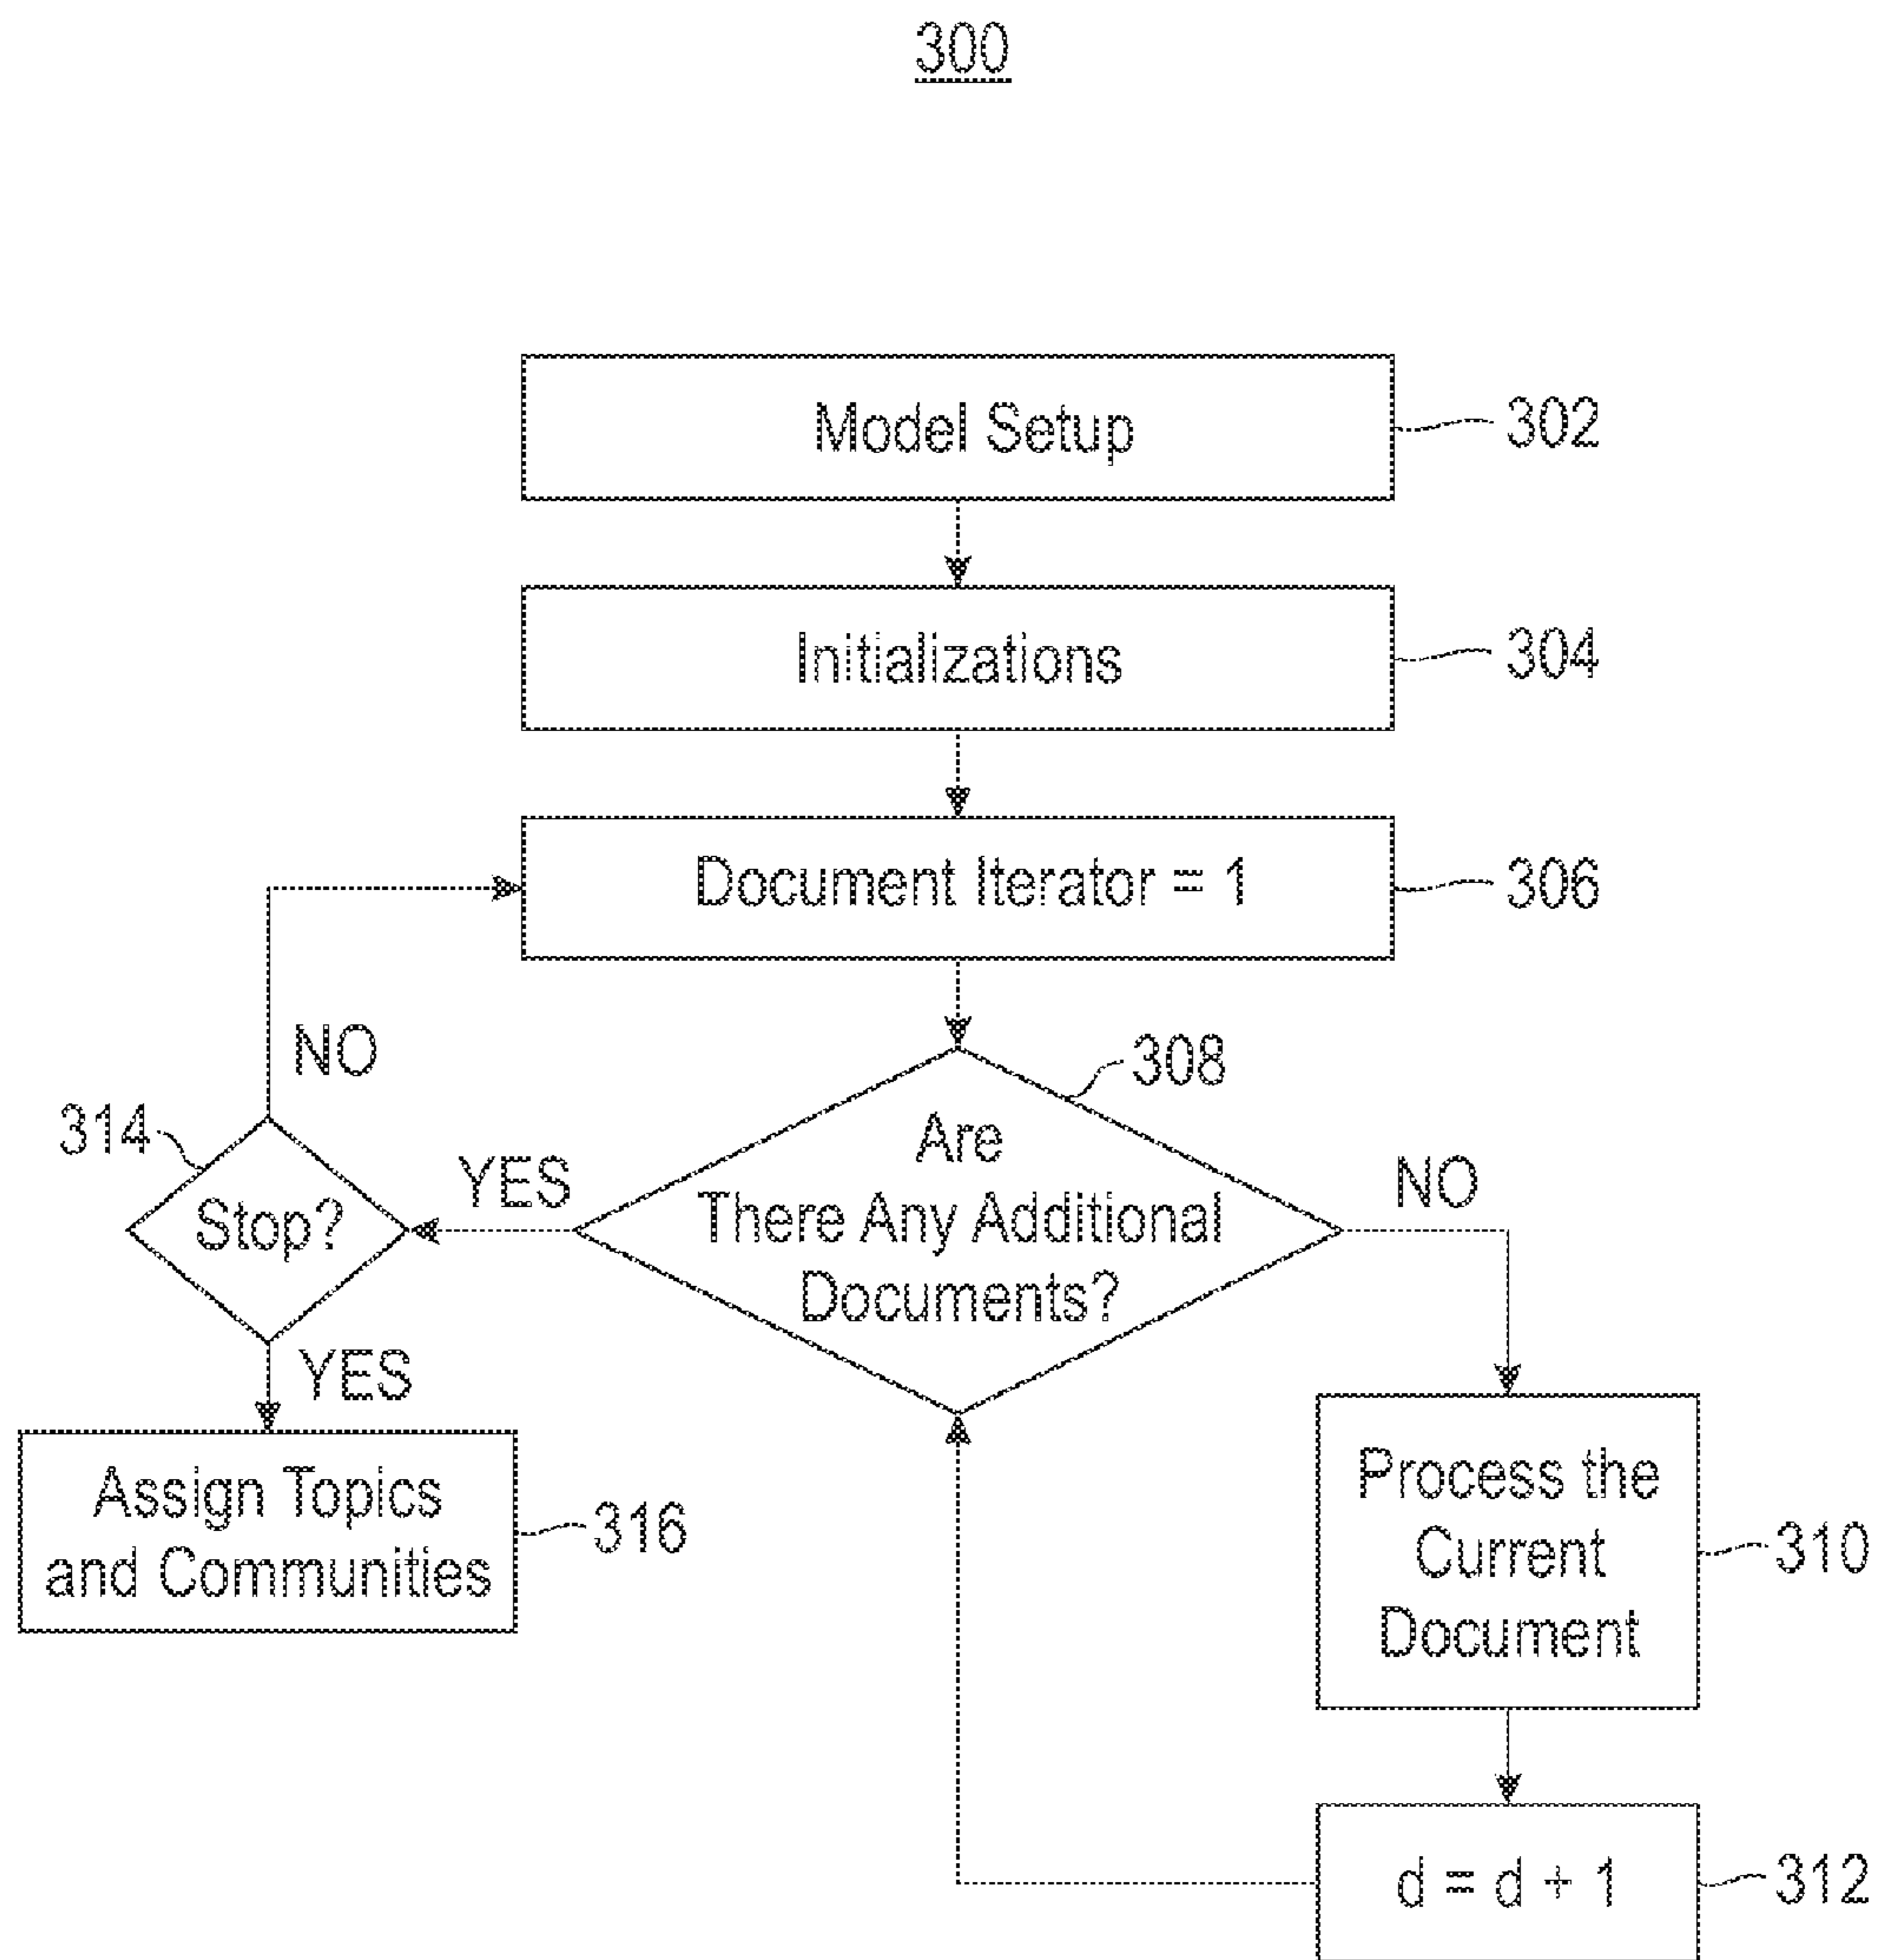 300
Model Setup
302
Initializations
304
Document Iterator = 1
306
NO
308
314
Stop?
YES
Are
There Any Additional
Documents?
NO
YES
Assign Topics
and Communities
316
Process the
Current
Document
310
d = d + 1
312